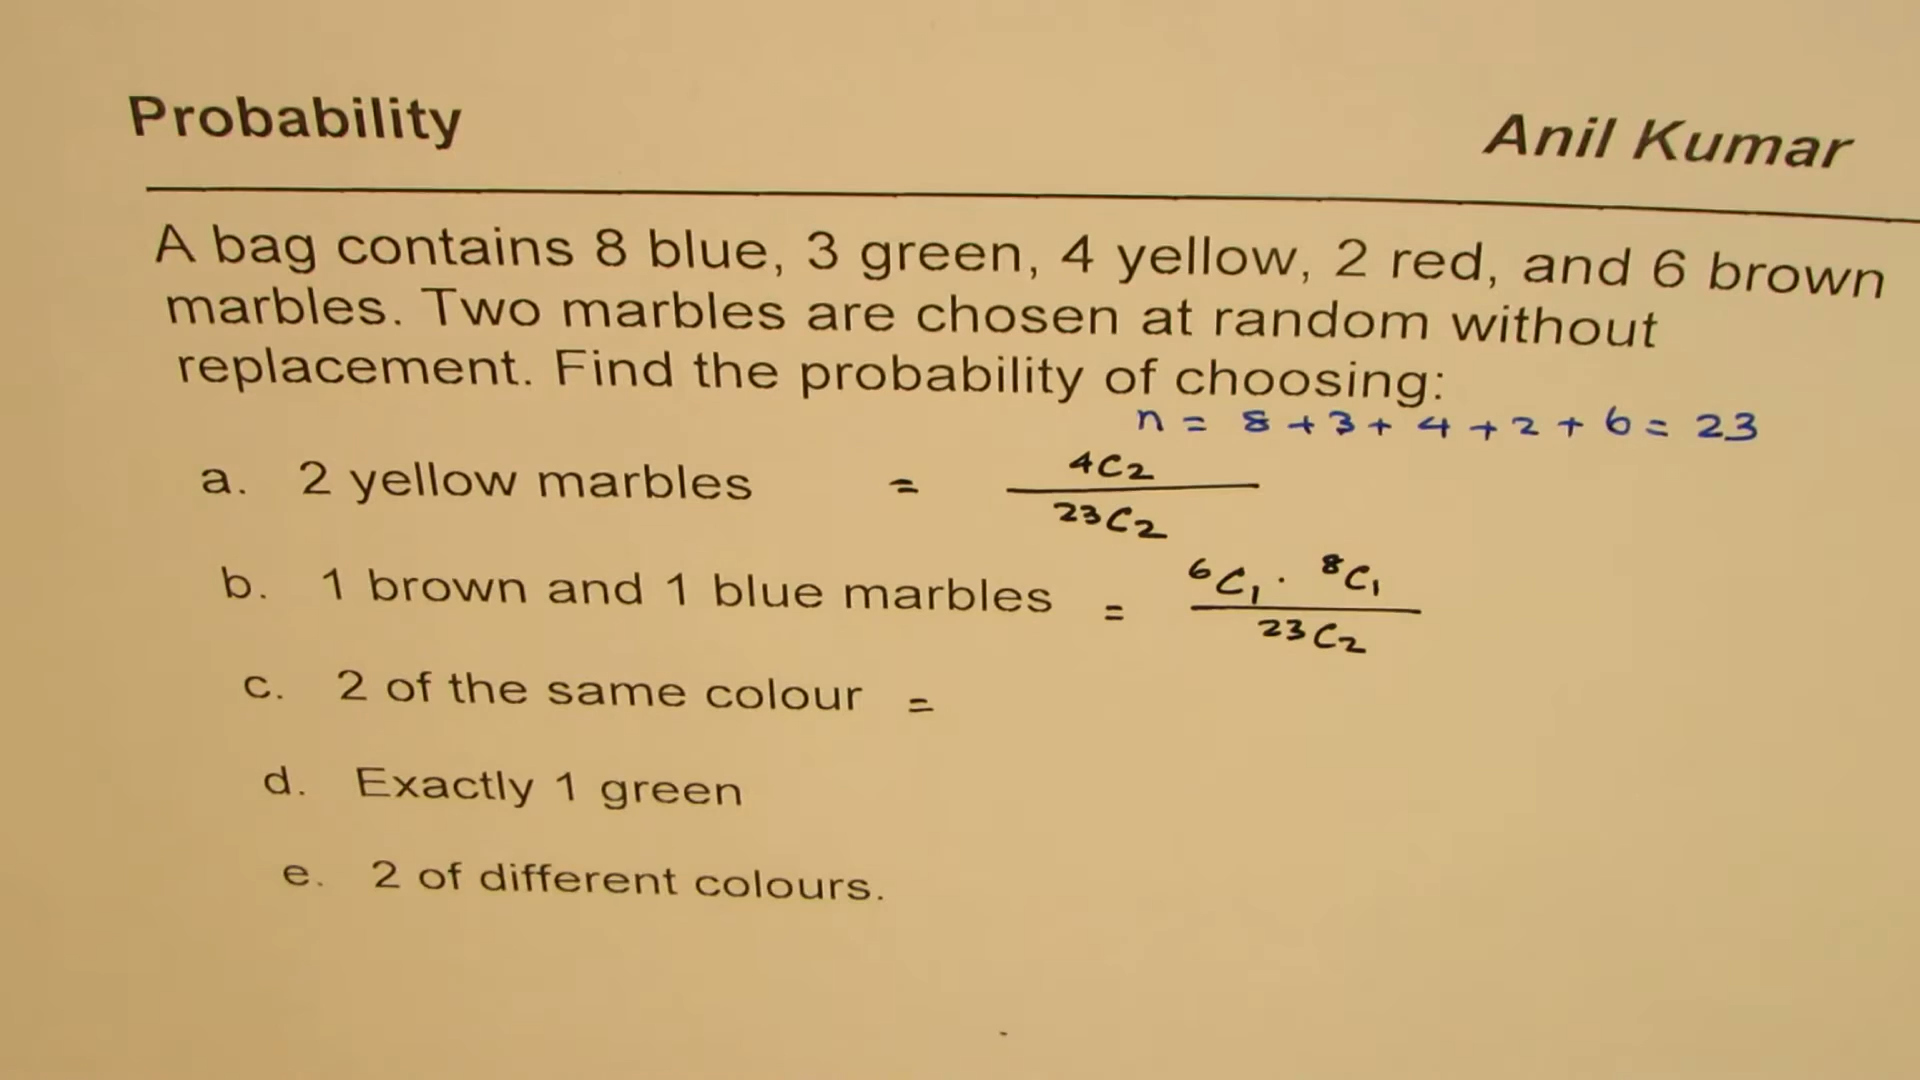 Probability
Anil Kumar
A bag contains 8 blue, 3 green, 4 yellow, 2 red, and 6 brown
marbles. Two marbles are chosen at random without
replacement. Find the probability of choosing:
n = 8 + 3 + 4 + 2 + 6 = 23
a. 2 yellow marbles = 4C2
23C2
b. 1 brown and 1 blue marbles = 6C1 · 8C1
23C2
c. 2 of the same colour =
d. Exactly 1 green
e. 2 of different colours.